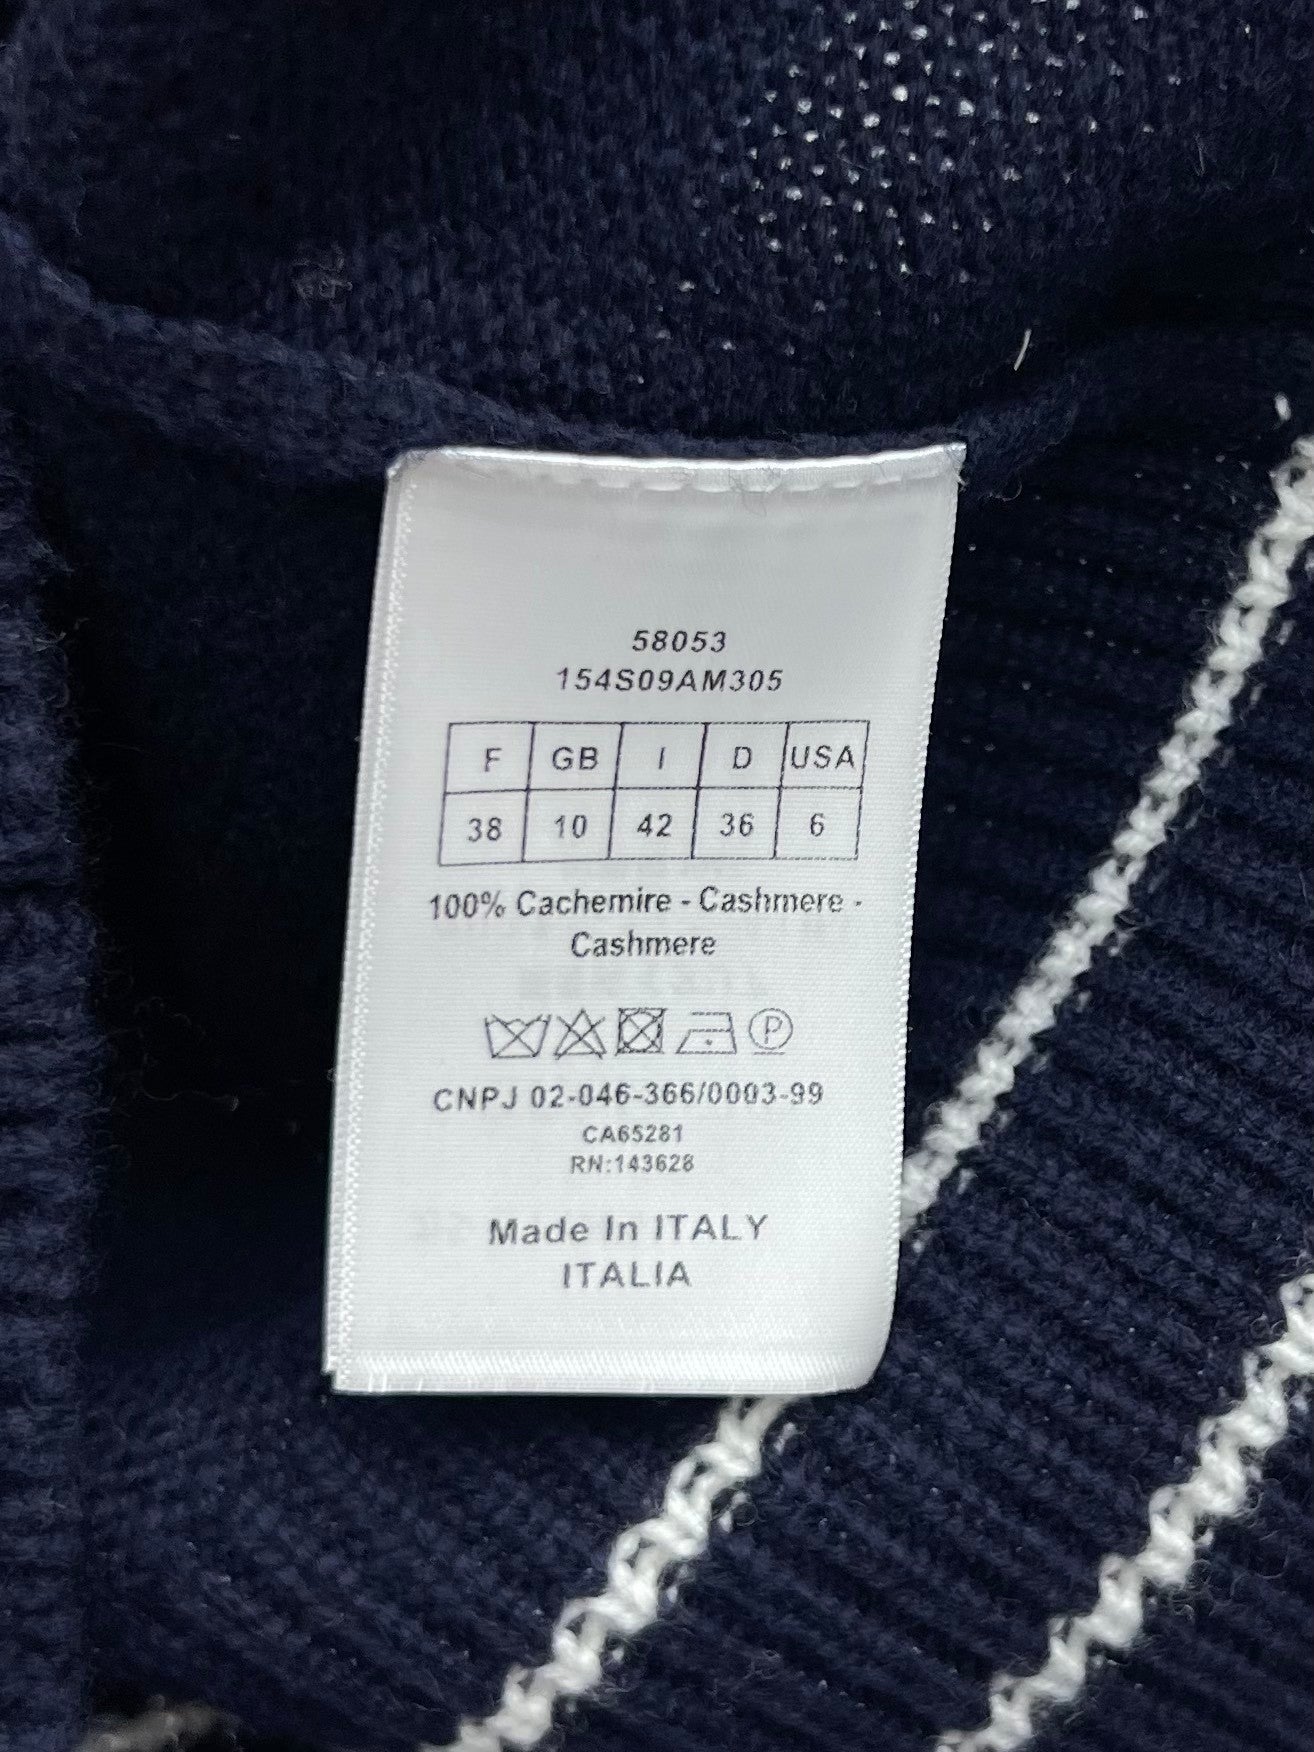 58053
154S09AM305
F GB I D USA
38 10 42 36 6
100% Cachemire - Cashmere -
Cashmere
P
CNPJ 02-046-366/0003-99
CA65281
RN:143628
Made In ITALY
ITALIA